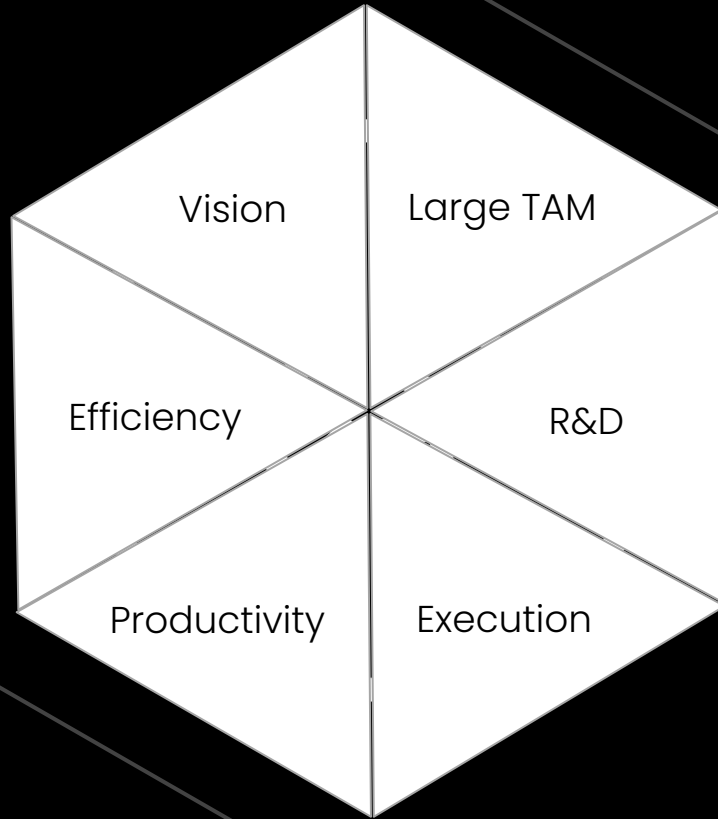 Vision
Large TAM
Efficiency
R&D
Productivity
Execution